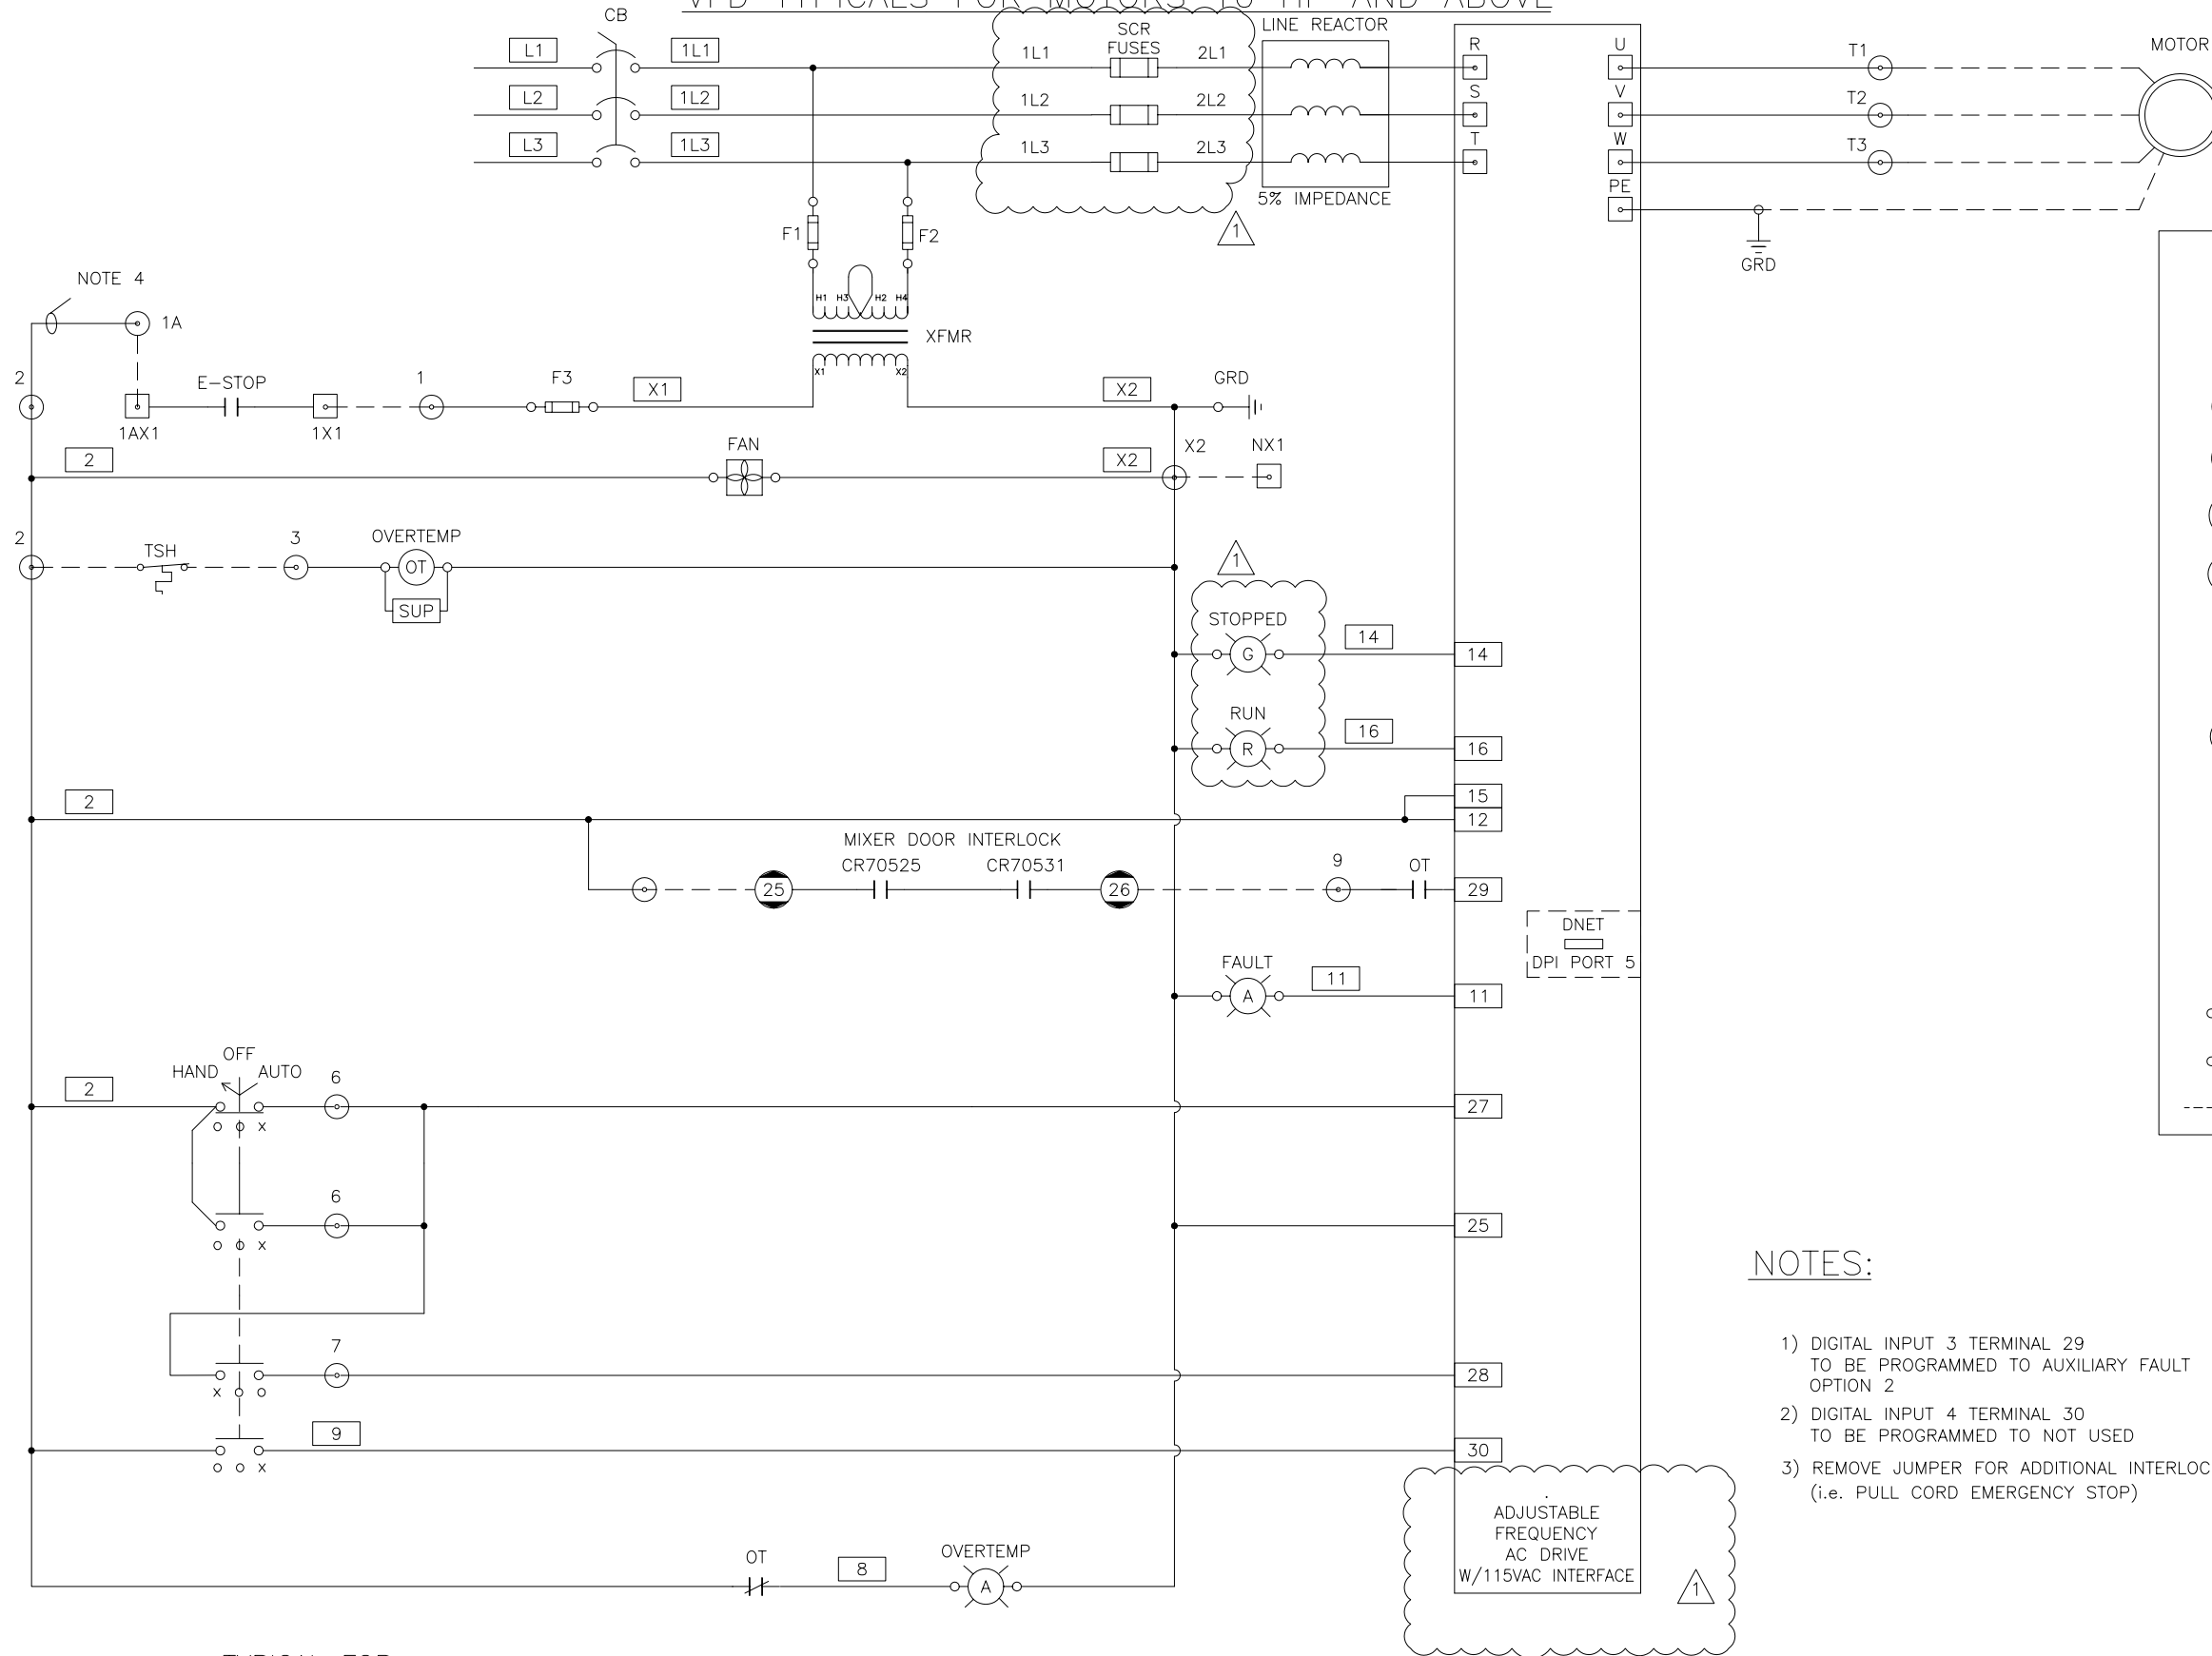 CB
SCR
FUSES
LINE REACTOR
L1
1L1
1L1
2L1
R
U
T1
MOTOR
L2
1L2
1L2
2L2
S
V
T2
L3
1L3
1L3
2L3
T
W
T3
5% IMPEDANCE
PE
F1
F2
1
GRD
NOTE 4
H1 H3 H2 H4
1A
XFMR
X1 X2
2
E-STOP
1
F3
X1
X2
GRD
1AX1
1X1
2
FAN
X2
X2
NX1
2
TSH
3
OVERTEMP
OT
SUP
1
STOPPED
G
14
14
RUN
R
16
16
15
2
12
MIXER DOOR INTERLOCK
CR70525
CR70531
9
OT
25
26
29
DNET
DPI PORT 5
FAULT
A
11
11
OFF
HAND
AUTO
2
6
27
O O X
6
25
O O X
7
28
X O O
9
30
O O X
OT
8
OVERTEMP
A
ADJUSTABLE
FREQUENCY
AC DRIVE
W/115VAC INTERFACE
1
NOTES:
1) DIGITAL INPUT 3 TERMINAL 29
TO BE PROGRAMMED TO AUXILIARY FAULT
OPTION 2
2) DIGITAL INPUT 4 TERMINAL 30
TO BE PROGRAMMED TO NOT USED
3) REMOVE JUMPER FOR ADDITIONAL
(i.e. PULL CORD EMERGENCY STOP)